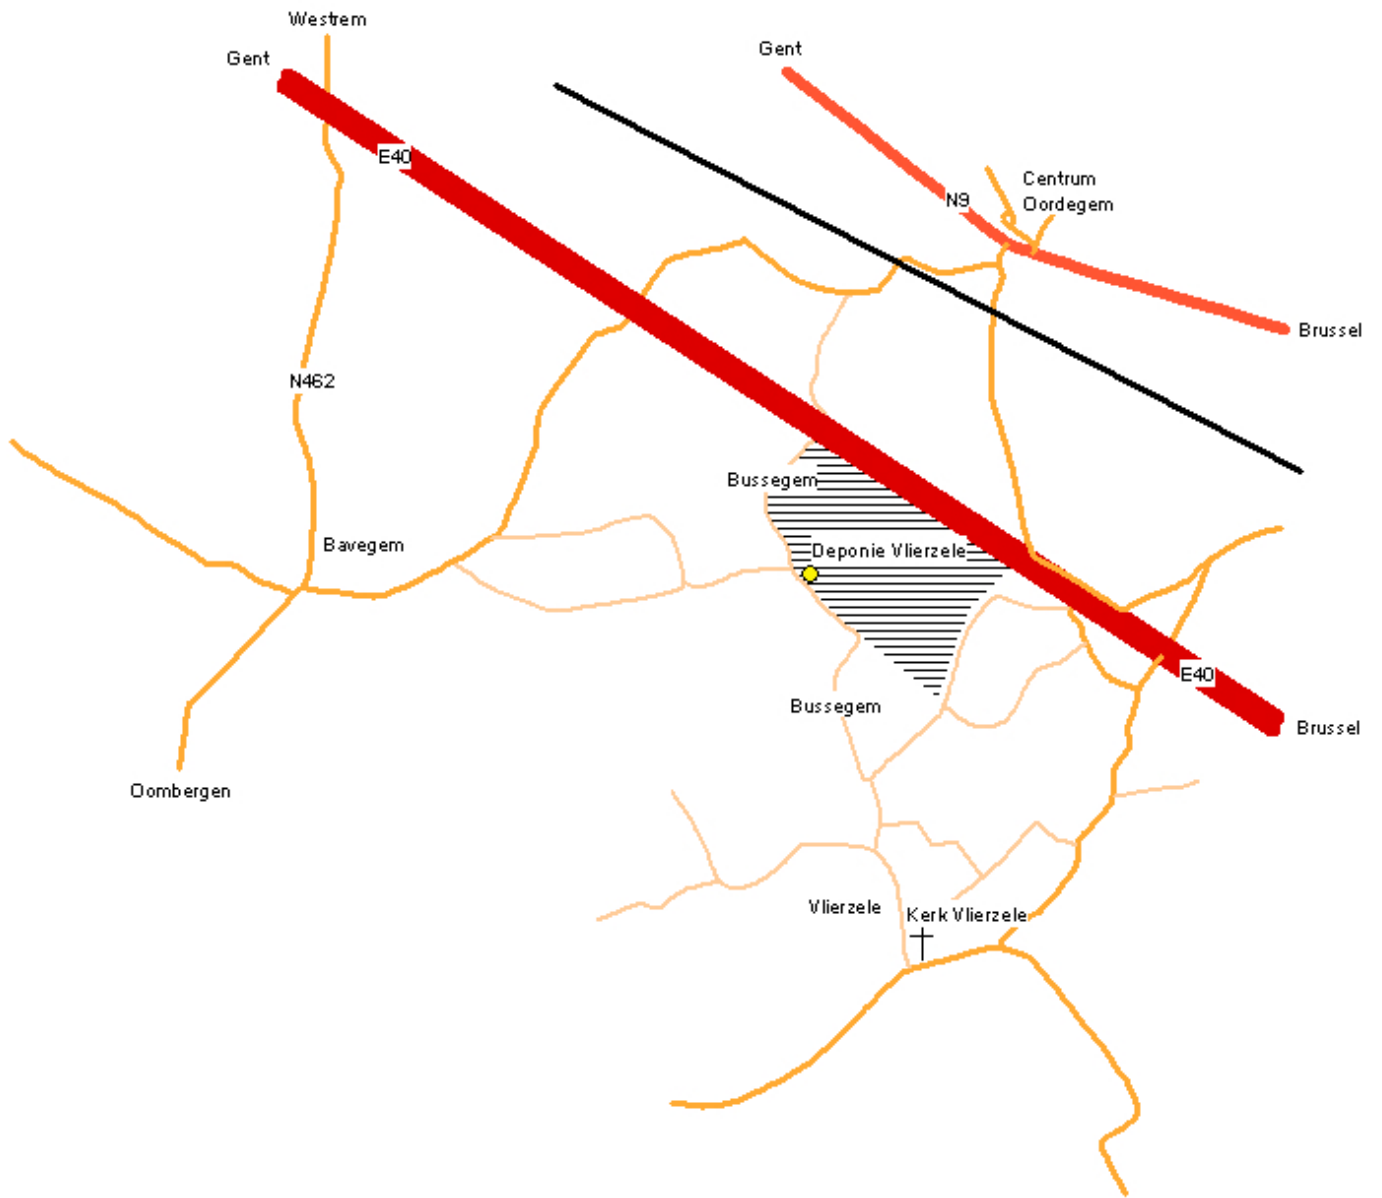 Westrem
Gent
Gent
E40
Centrum
Oordegem
N9
Brussel
N462
Bussegem
Bavegem
Deponie Vlierzele
E40
Bussegem
Brussel
Oombergen
Vlierzele
Kerk Vlierzele